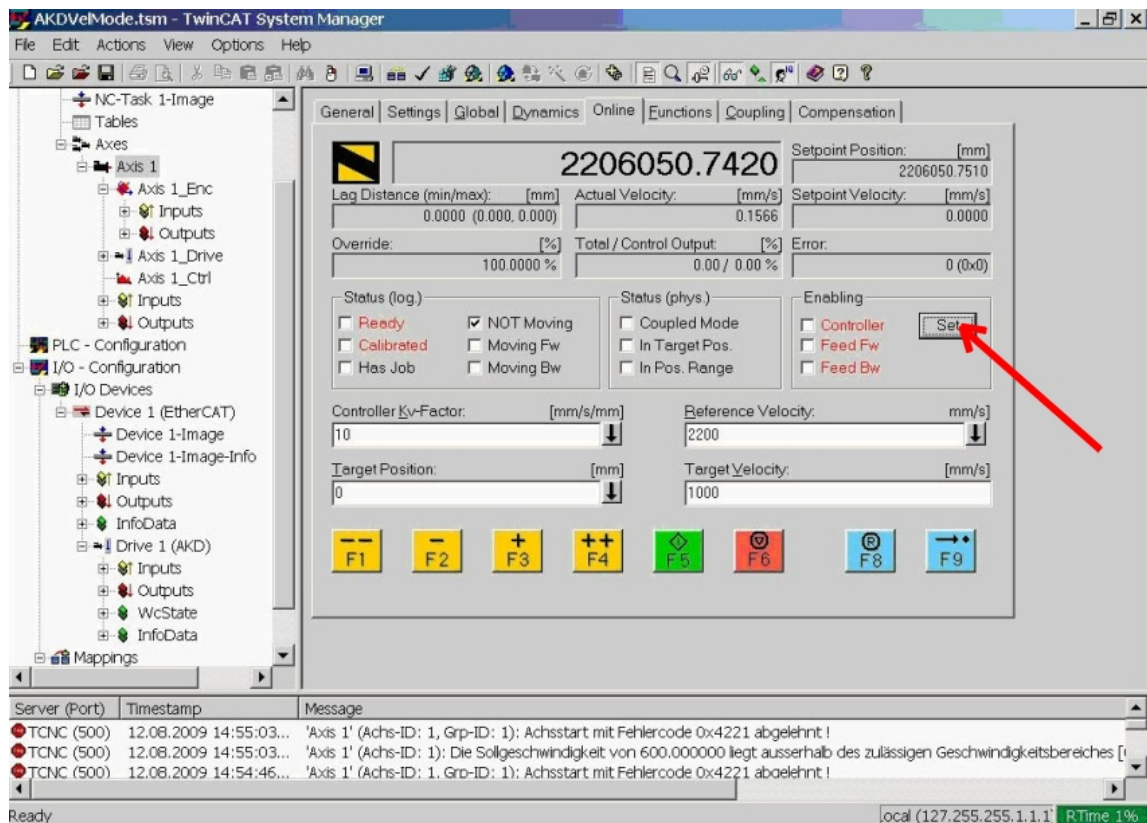 AKDVelMode.tsm - TwinCAT System Manager
File Edit Actions View Options Help
NC-Task 1-Image
Tables
Axes
Axis 1
Axis 1_Enc
Inputs
Outputs
Axis 1_Drive
Axis 1_Ctrl
Inputs
Outputs
PLC - Configuration
I/O - Configuration
I/O Devices
Device 1 (EtherCAT)
Device 1-Image
Device 1-Image-Info
Inputs
Outputs
InfoData
Drive 1 (AKD)
Inputs
Outputs
WcState
InfoData
Mappings
General Settings Global Dynamics Online Functions Coupling Compensation
2206050.7420
Setpoint Position: [mm]
2206050.7510
Lag Distance (min/max): [mm] Actual Velocity: [mm/s] Setpoint Velocity: [mm/s]
0.0000 (0.000, 0.000) 0.1566 0.0000
Override: [%] Total / Control Output: [%] Error:
100.0000 % 0.00 / 0.00 % 0 (0x0)
Status (log.) Status (phys.) Enabling
Ready NOT Moving Coupled Mode Controller Set
Calibrated Moving Fw In Target Pos. Feed Fw
Has Job Moving Bw In Pos. Range Feed Bw
Controller Kv-Factor: [mm/s/mm] Reference Velocity: mm/s]
10 2200
Target Position: [mm] Target Velocity: [mm/s]
0 1000
-- F1 - F2 + F3 ++ F4 F5 F6 R F8 F9
Server (Port) Timestamp Message
TCNC (500) 12.08.2009 14:55:03... 'Axis 1' (Achs-ID: 1, Grp-ID: 1): Achsstart mit Fehlercode 0x4221 abgelehnt !
TCNC (500) 12.08.2009 14:55:03... 'Axis 1' (Achs-ID: 1): Die Sollgeschwindigkeit von 600.000000 liegt ausserhalb des zulässigen Geschwindigkeitsbereiches [
TCNC (500) 12.08.2009 14:54:46... 'Axis 1' (Achs-ID: 1, Grp-ID: 1): Achsstart mit Fehlercode 0x4221 abgelehnt !
Ready ocal (127.255.255.1.1.1 RTime 1%